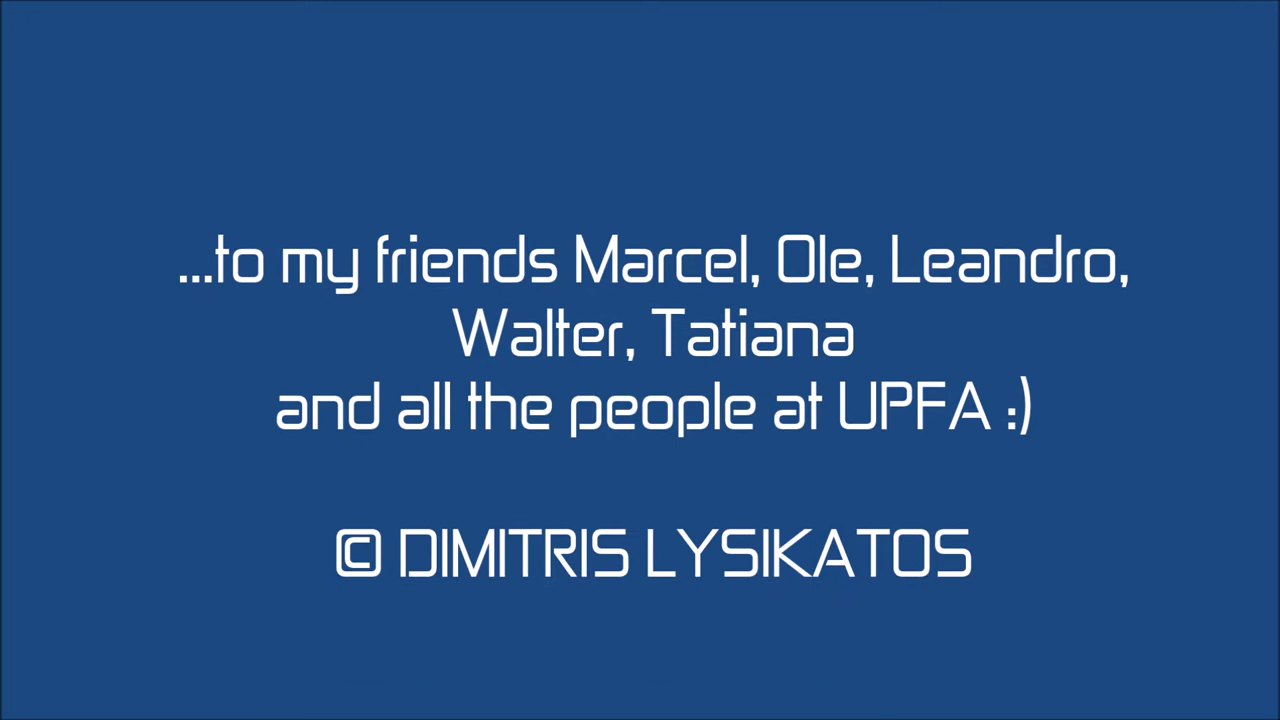 ...to my friends Marcel, Ole, Leandro,
Walter, Tatiana
and all the people at UPFA :)
© DIMITRIS LYSIKATOS